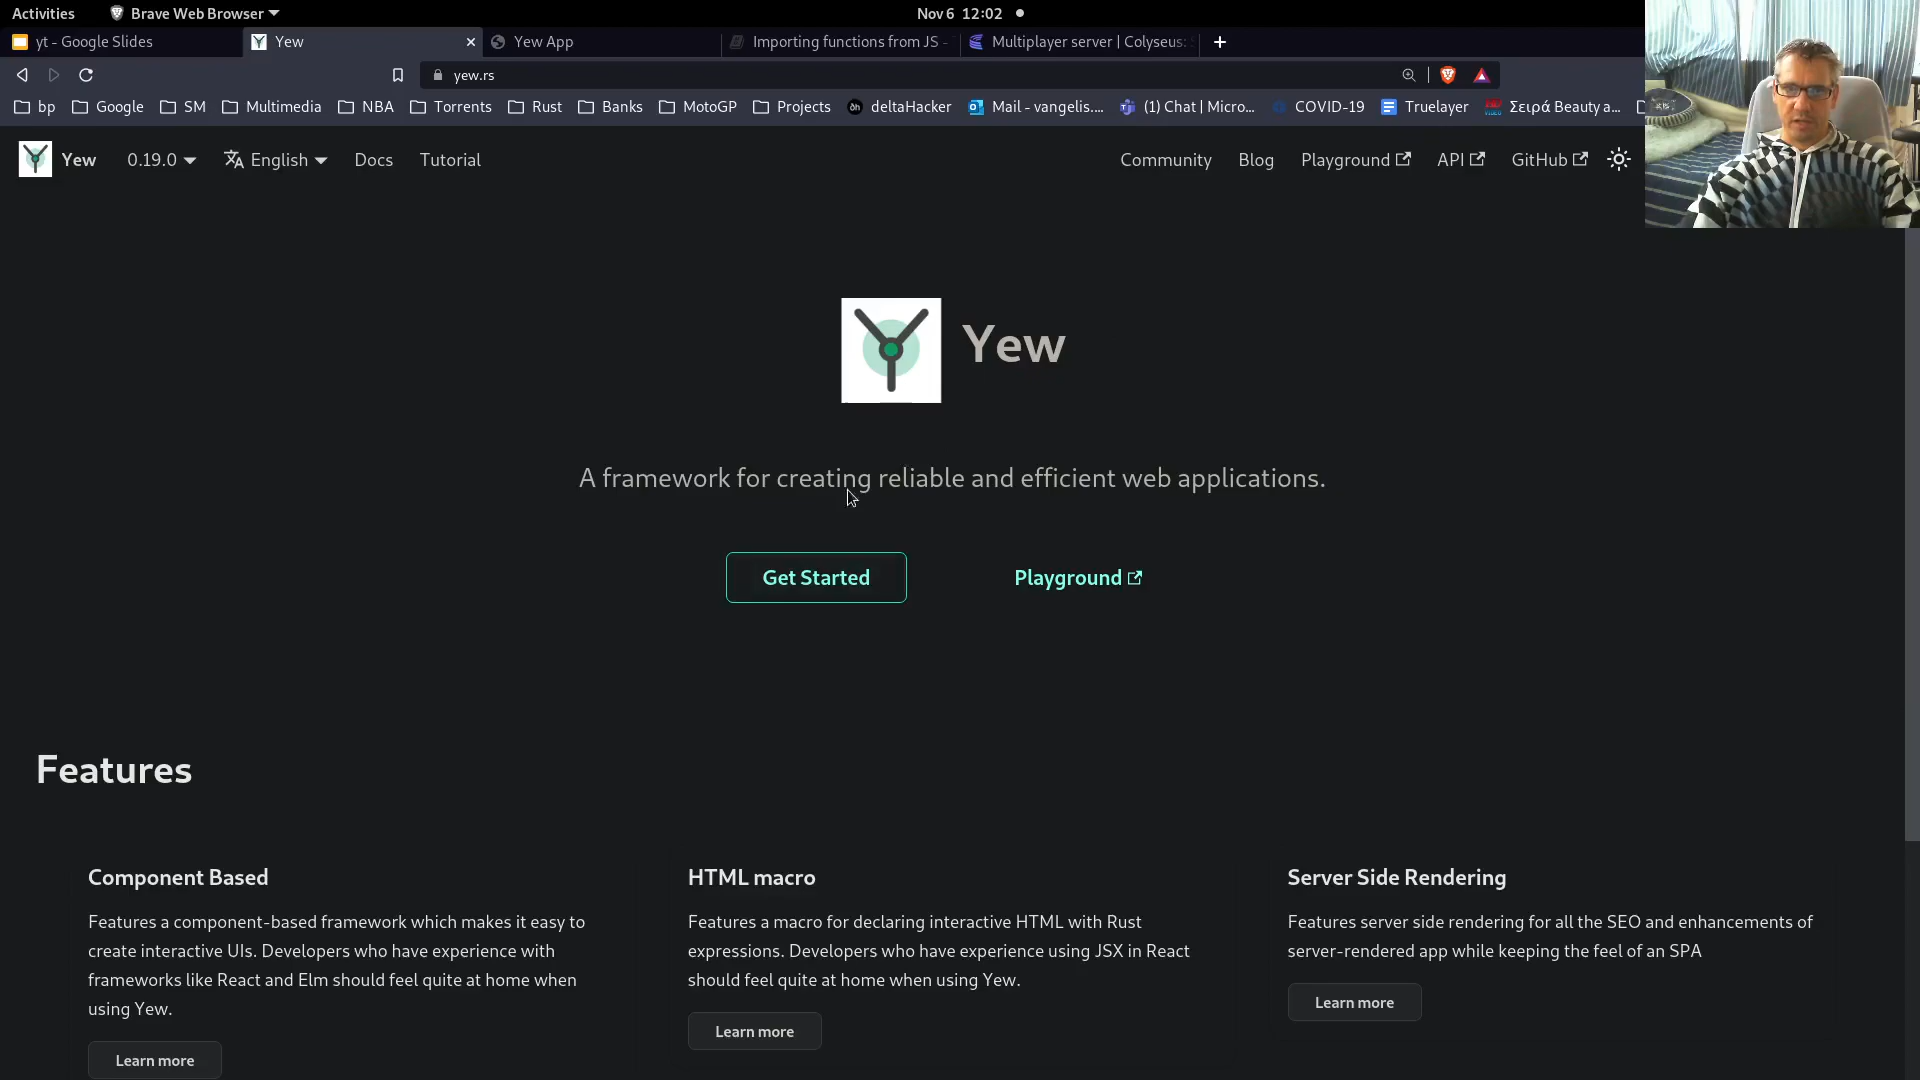 Activities
Brave Web Browser
Nov 6 12:02
yt - Google Slides
Yew
Yew App
Importing functions from JS -
Multiplayer server | Colyseus:
yew.rs
bp
Google
SM
Multimedia
NBA
Torrents
Rust
Banks
MotoGP
Projects
deltaHacker
Mail - vangelis....
(1) Chat | Micro...
COVID-19
Truelayer
Σειρά Beauty a...
Yew
0.19.0
English
Docs
Tutorial
Community
Blog
Playground
API
GitHub
Yew
A framework for creating reliable and efficient web applications.
Get Started
Playground
Features
Component Based
Features a component-based framework which makes it easy to
create interactive UIs. Developers who have experience with
frameworks like React and Elm should feel quite at home when
using Yew.
Learn more
HTML macro
Features a macro for declaring interactive HTML with Rust
expressions. Developers who have experience using JSX in React
should feel quite at home when using Yew.
Learn more
Server Side Rendering
Features server side rendering for all the SEO and enhancements of
server-rendered app while keeping the feel of an SPA
Learn more